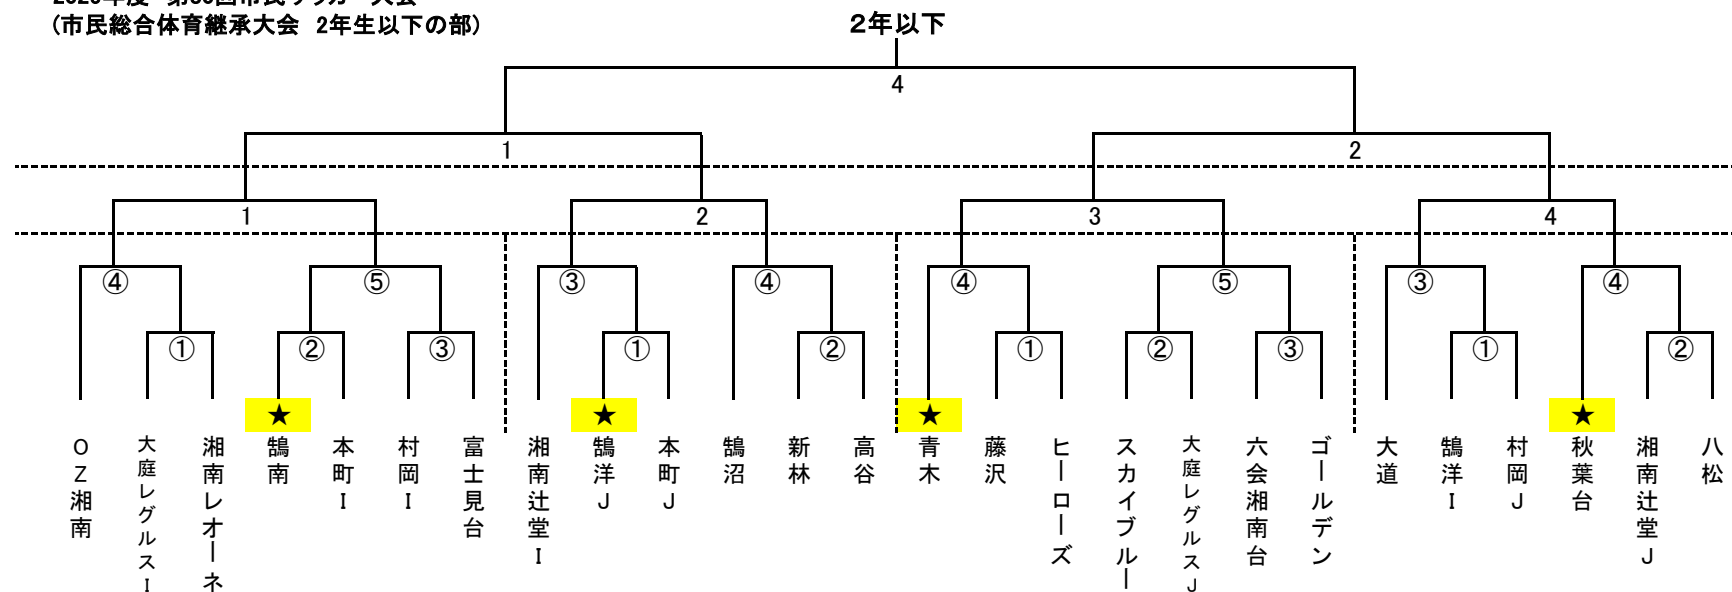 (市民総合体育継承大会 2年生以下の部)
2年以下
4
1
2
1
2
3
4
④
⑤
③
④
④
⑤
③
④
①
②
③
①
②
①
②
③
①
②
★
★
★
★
OZ湘南
大庭レグルスI
湘南レオーネ
鵠南
本町I
村岡I
富士見台
湘南辻堂I
鵠洋J
本町J
鵠沼
新林
高谷
青木
藤沢
ヒーローズ
スカイブルー
大庭レグルスJ
六会湘南台
ゴールデン
大道
鵠洋I
村岡J
秋葉台
湘南辻堂J
八松